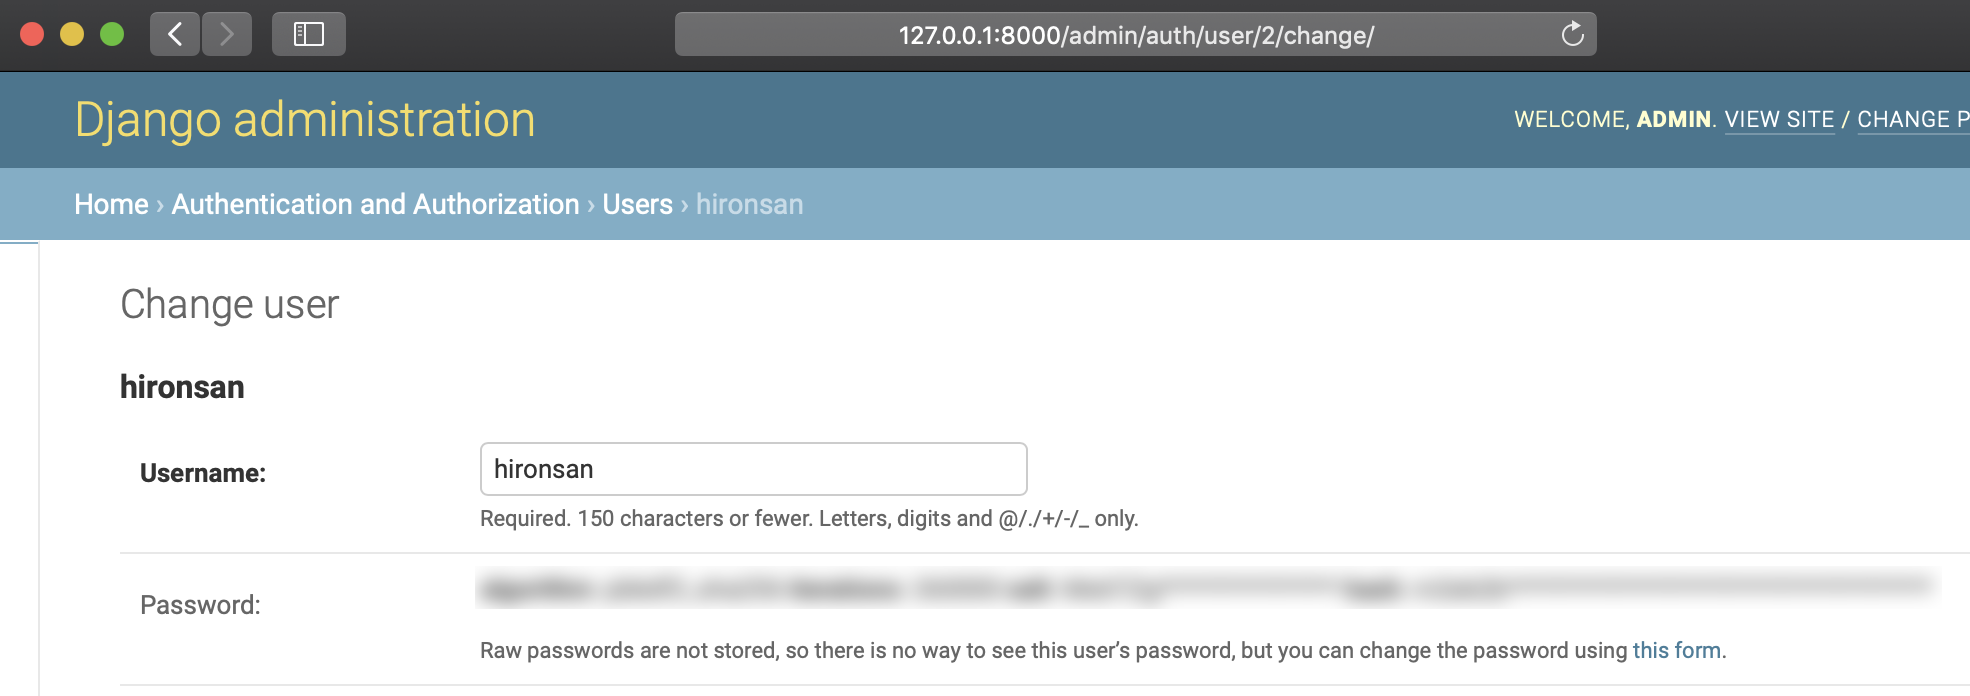 127.0.0.1:8000/admin/auth/user/2/change/
Django administration
WELCOME, ADMIN. VIEW SITE / CHANGE P
Home › Authentication and Authorization › Users › hironsan
Change user
hironsan
Username: hironsan
Required. 150 characters or fewer. Letters, digits and @/./+/-/_ only.
Password:
Raw passwords are not stored, so there is no way to see this user’s password, but you can change the password using this form.